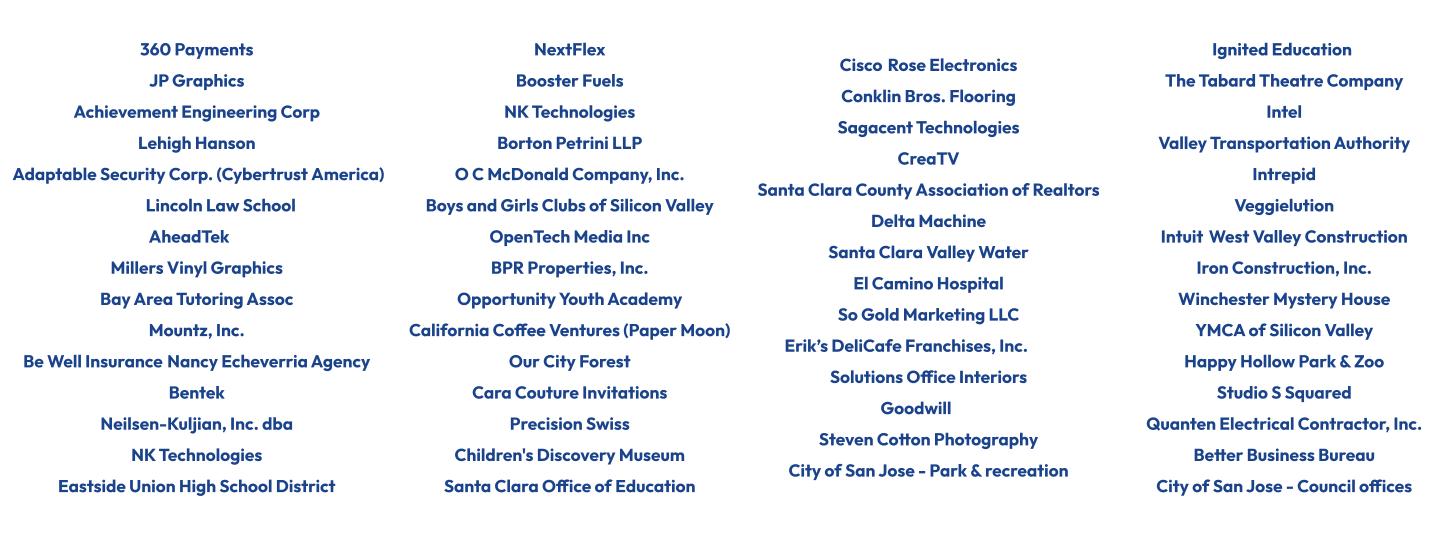 360 Payments
JP Graphics
Achievement Engineering Corp
Lehigh Hanson
Adaptable Security Corp. (Cybertrust America)
Lincoln Law School
AheadTek
Millers Vinyl Graphics
Bay Area Tutoring Assoc
Mountz, Inc.
Be Well Insurance Nancy Echeverria Agency
Bentek
Neilsen-Kuljian, Inc. dba
NK Technologies
Eastside Union High School District
NextFlex
Booster Fuels
NK Technologies
Borton Petrini LLP
O C McDonald Company, Inc.
Boys and Girls Clubs of Silicon Valley
OpenTech Media Inc
BPR Properties, Inc.
Opportunity Youth Academy
California Coffee Ventures (Paper Moon)
Our City Forest
Cara Couture Invitations
Precision Swiss
Children's Discovery Museum
Santa Clara Office of Education
Cisco Rose Electronics
Conklin Bros. Flooring
Sagacent Technologies
CreaTV
Santa Clara County Association of Realtors
Delta Machine
Santa Clara Valley Water
El Camino Hospital
So Gold Marketing LLC
Erik’s DeliCafe Franchises, Inc.
Solutions Office Interiors
Goodwill
Steven Cotton Photography
City of San Jose - Park & recreation
Ignited Education
The Tabard Theatre Company
Intel
Valley Transportation Authority
Intrepid
Veggielution
Intuit West Valley Construction
Iron Construction, Inc.
Winchester Mystery House
YMCA of Silicon Valley
Happy Hollow Park & Zoo
Studio S Squared
Quanten Electrical Contractor, Inc.
Better Business Bureau
City of San Jose - Council offices